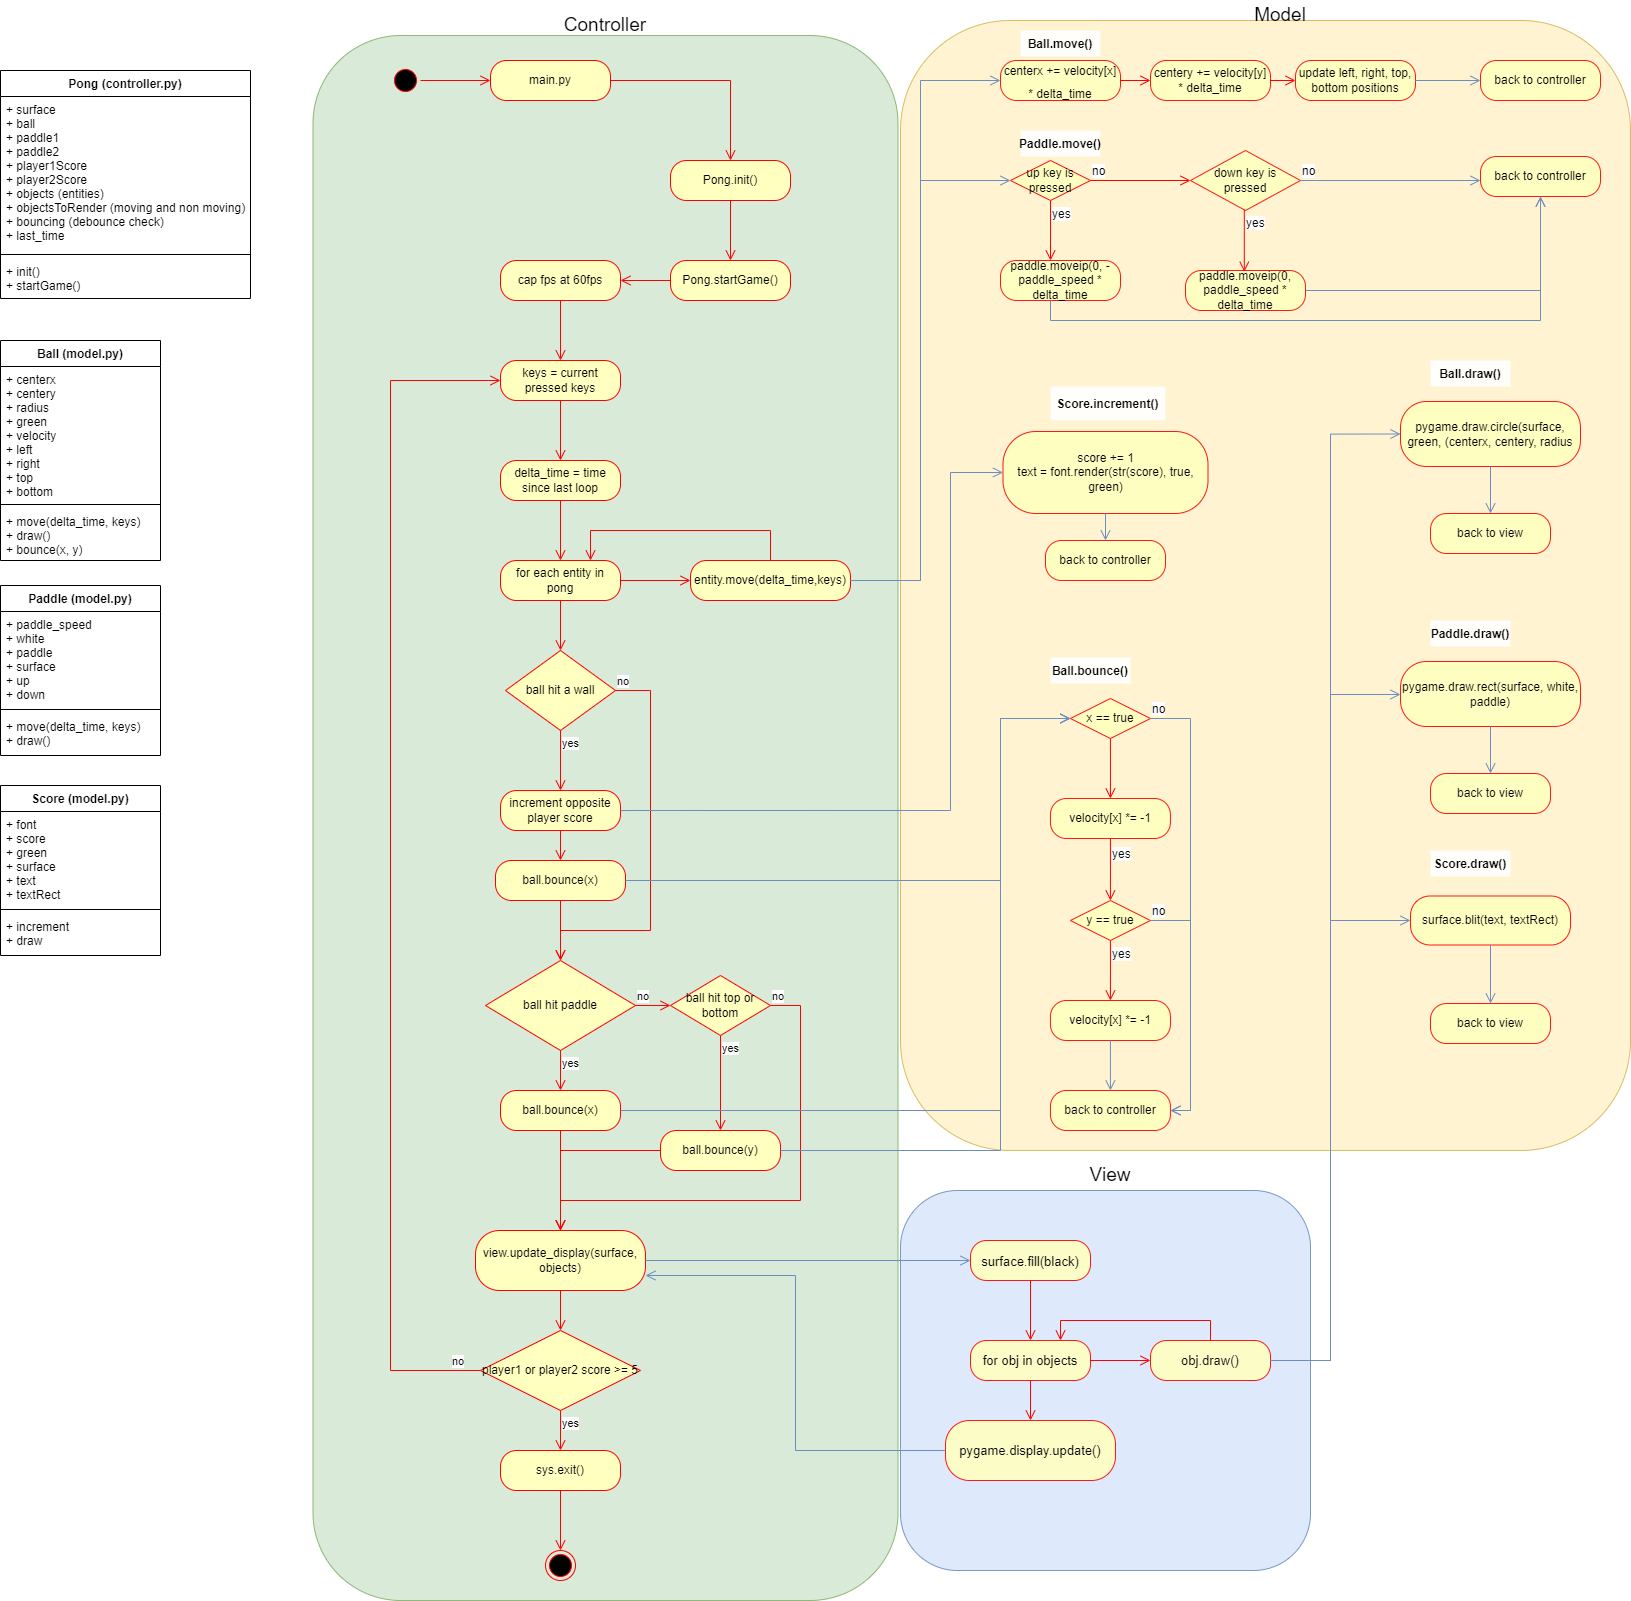 Pong (controller.py)
+ surface
+ ball
+ paddle1
+ paddle2
+ player1Score
+ player2Score
+ objects (entities)
+ objectsToRender (moving and non moving)
+ bouncing (debounce check)
+ last_time
+ init()
+ startGame()
Ball (model.py)
+ centerx
+ centery
+ radius
+ green
+ velocity
+ left
+ right
+ top
+ bottom
+ move(delta_time, keys)
+ draw()
+ bounce(x, y)
Paddle (model.py)
+ paddle_speed
+ white
+ paddle
+ surface
+ up
+ down
+ move(delta_time, keys)
+ draw()
Score (model.py)
+ font
+ score
+ green
+ surface
+ text
+ textRect
+ increment
+ draw
Controller
main.py
Pong.init()
Pong.startGame()
cap fps at 60fps
keys = current
pressed keys
delta_time = time
since last loop
for each entity in
pong
entity.move(delta_time,keys)
ball hit a wall
no
yes
increment opposite
player score
ball.bounce(x)
ball hit paddle
no
ball hit top or
bottom
no
yes
yes
ball.bounce(x)
ball.bounce(y)
view.update_display(surface,
objects)
player1 or player2 score >= 5
no
yes
sys.exit()
Model
Ball.move()
centerx += velocity[x]
* delta_time
centery += velocity[y]
* delta_time
update left, right, top,
bottom positions
back to controller
Paddle.move()
up key is
pressed
no
down key is
pressed
no
back to controller
yes
yes
paddle.moveip(0, -
paddle_speed *
delta_time
paddle.moveip(0,
paddle_speed *
delta_time
Score.increment()
score += 1
text = font.render(str(score), true,
green)
back to controller
Ball.bounce()
x == true
no
velocity[x] *= -1
yes
y == true
no
yes
velocity[x] *= -1
back to controller
Ball.draw()
pygame.draw.circle(surface,
green, (centerx, centery, radius
back to view
Paddle.draw()
pygame.draw.rect(surface, white,
paddle)
back to view
Score.draw()
surface.blit(text, textRect)
back to view
View
surface.fill(black)
for obj in objects
obj.draw()
pygame.display.update()